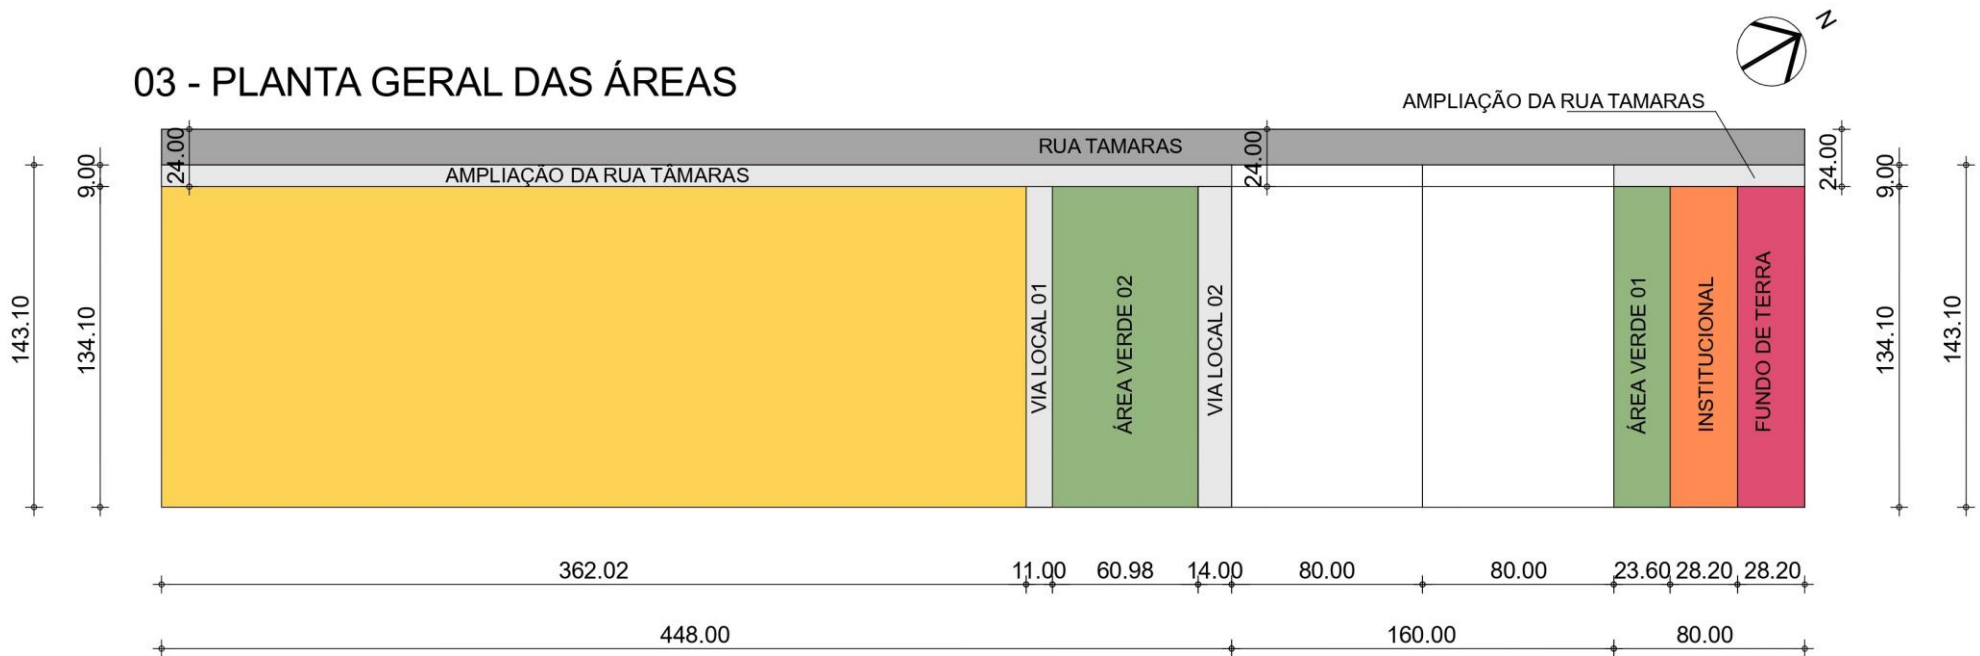 N
03 - PLANTA GERAL DAS ÁREAS
AMPLIAÇÃO DA RUA TAMARAS
RUA TAMARAS
AMPLIAÇÃO DA RUA TÂMARAS
24.00
24.00
24.00
9.00
9.00
143.10
134.10
134.10
143.10
VIA LOCAL 01
ÁREA VERDE 02
VIA LOCAL 02
ÁREA VERDE 01
INSTITUCIONAL
FUNDO DE TERRA
362.02 11.00 60.98 14.00 80.00 80.00 23.60 28.20 28.20
448.00 160.00 80.00